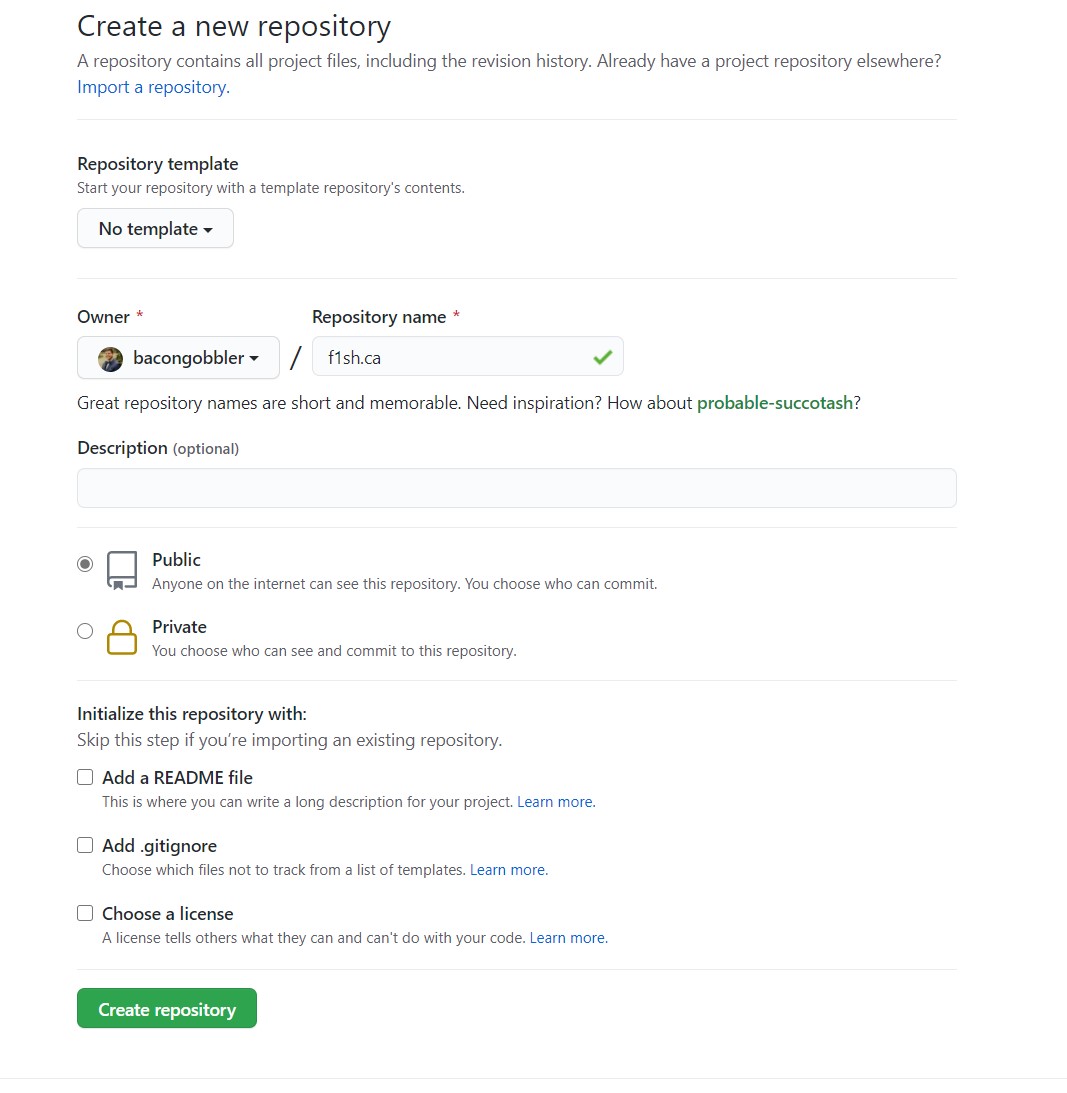 Create a new repository
A repository contains all project files, including the revision history. Already have a project repository elsewhere?
Import a repository.
Repository template
Start your repository with a template repository's contents.
No template
Owner * Repository name *
bacongobbler / f1sh.ca
Great repository names are short and memorable. Need inspiration? How about probable-succotash?
Description (optional)
Public
Anyone on the internet can see this repository. You choose who can commit.
Private
You choose who can see and commit to this repository.
Initialize this repository with:
Skip this step if you’re importing an existing repository.
Add a README file
This is where you can write a long description for your project. Learn more.
Add .gitignore
Choose which files not to track from a list of templates. Learn more.
Choose a license
A license tells others what they can and can't do with your code. Learn more.
Create repository